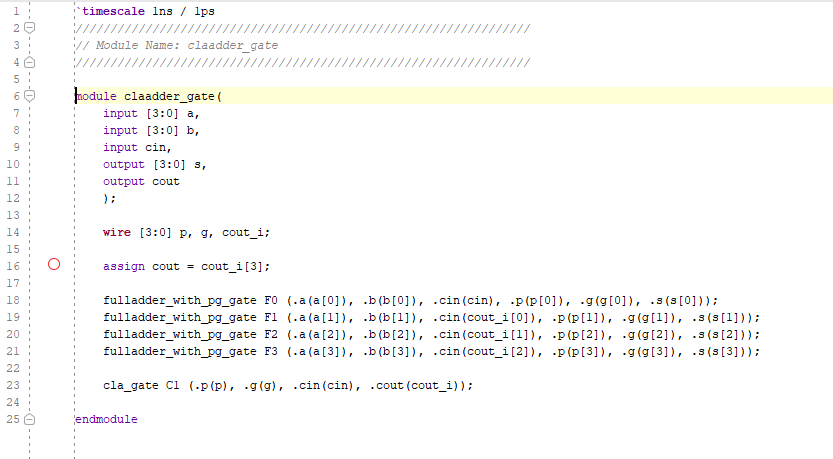 1 `timescale 1ns / 1ps
2 /////////////////////////////////////////////////////////////////
3 // Module Name: claadder_gate
4 /////////////////////////////////////////////////////////////////
5
6 module claadder_gate(
7 input [3:0] a,
8 input [3:0] b,
9 input cin,
10 output [3:0] s,
11 output cout
12 );
13
14 wire [3:0] p, g, cout_i;
15
16 assign cout = cout_i[3];
17
18 fulladder_with_pg_gate F0 (.a(a[0]), .b(b[0]), .cin(cin), .p(p[0]), .g(g[0]), .s(s[0]));
19 fulladder_with_pg_gate F1 (.a(a[1]), .b(b[1]), .cin(cout_i[0]), .p(p[1]), .g(g[1]), .s(s[1]));
20 fulladder_with_pg_gate F2 (.a(a[2]), .b(b[2]), .cin(cout_i[1]), .p(p[2]), .g(g[2]), .s(s[2]));
21 fulladder_with_pg_gate F3 (.a(a[3]), .b(b[3]), .cin(cout_i[2]), .p(p[3]), .g(g[3]), .s(s[3]));
22
23 cla_gate C1 (.p(p), .g(g), .cin(cin), .cout(cout_i));
24
25 endmodule